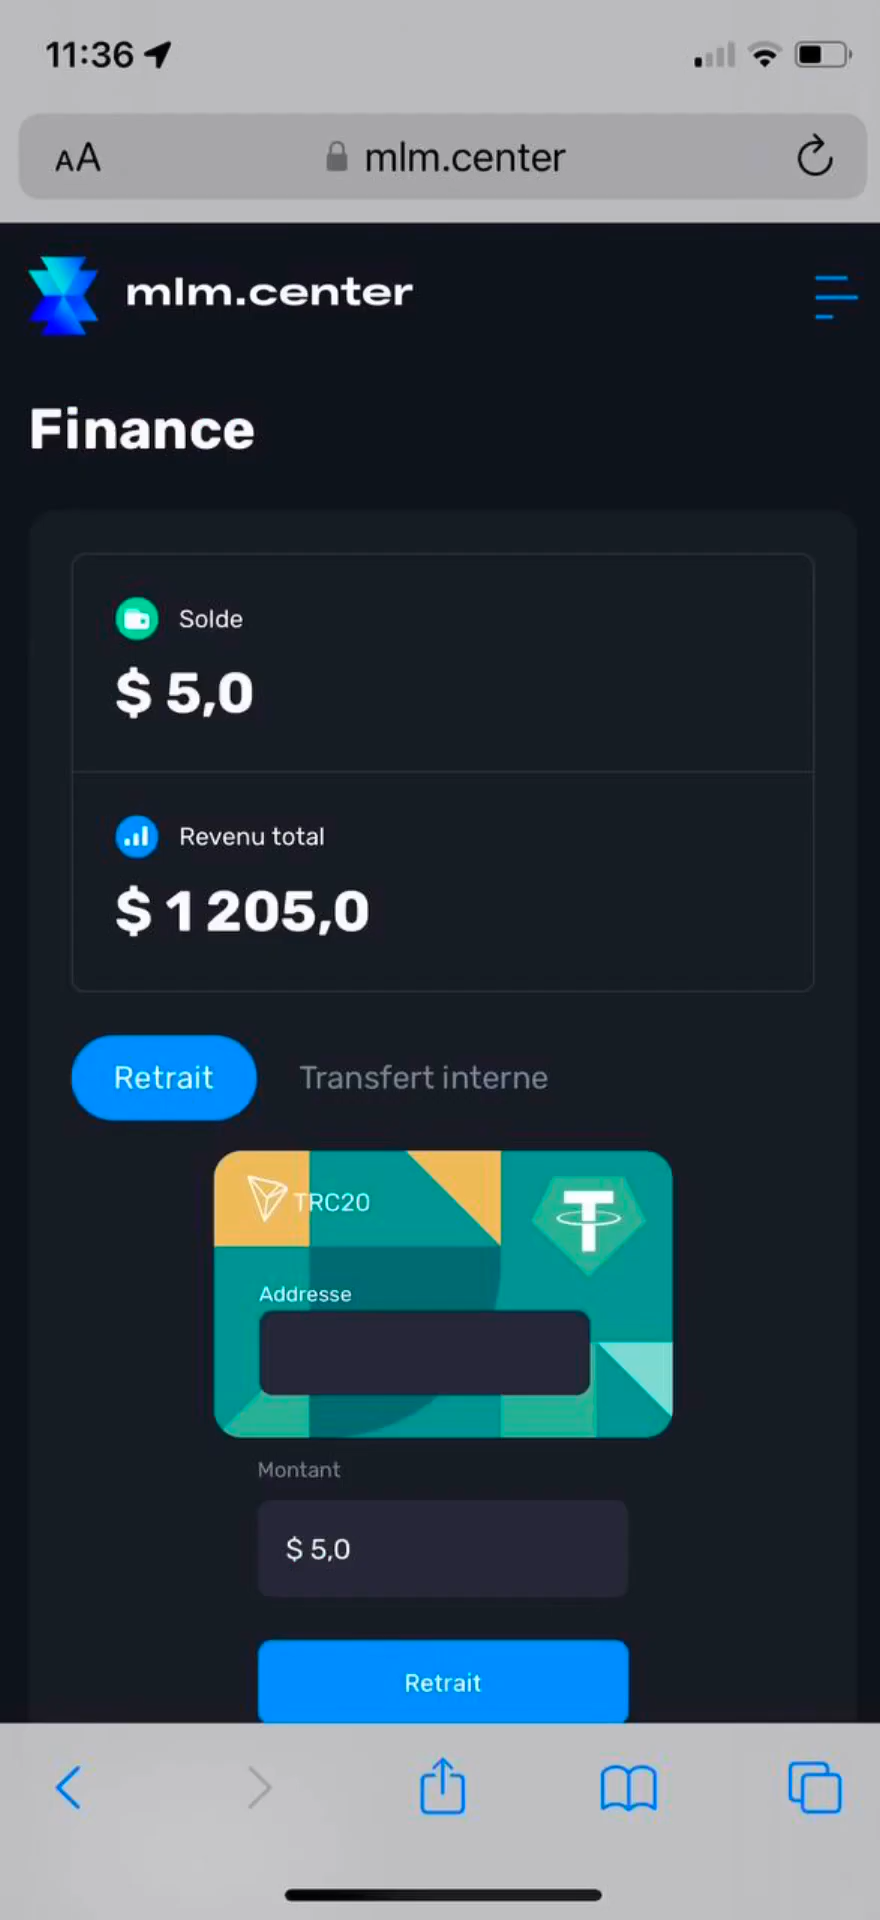 11:36
AA mlm.center
mlm.center
Finance
Solde
$ 5,0
Revenu total
$ 1 205,0
Retrait Transfert interne
TRC20
T
Addresse
Montant
$ 5,0
Retrait